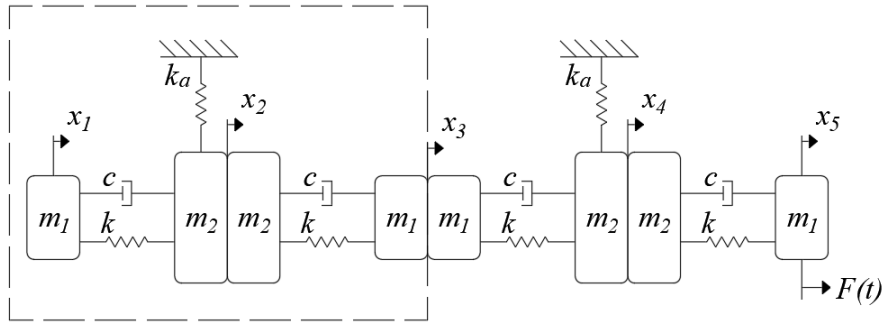 kₐ
kₐ
x₁
x₂
x₃
x₄
x₅
c
c
c
c
m₁
m₂
m₂
m₁
m₁
m₂
m₂
m₁
k
k
k
k
F(t)